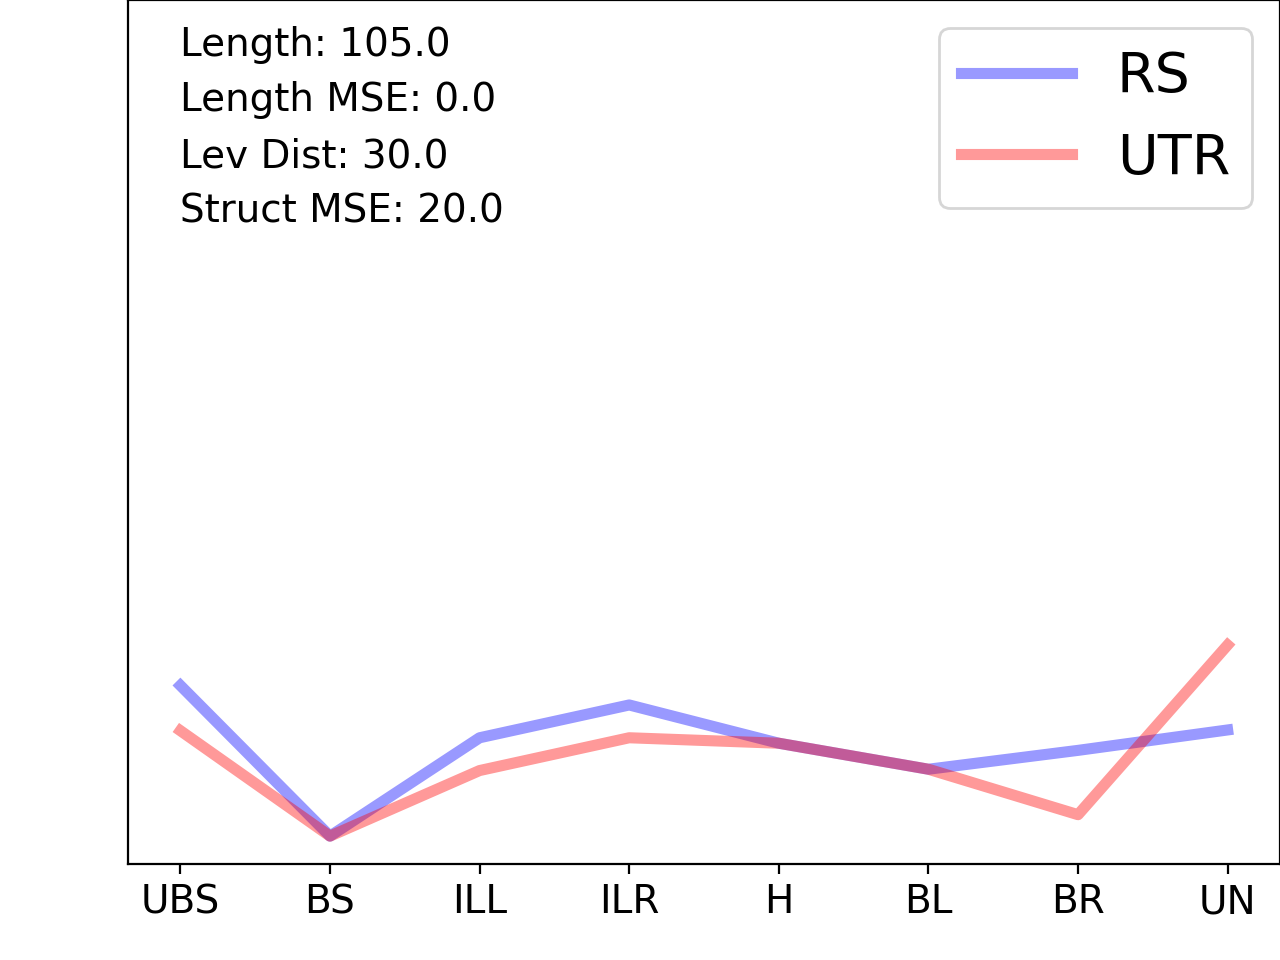 Length: 105.0
Length MSE: 0.0
Lev Dist: 30.0
Struct MSE: 20.0
RS
UTR
UBS BS ILL ILR H BL BR UN